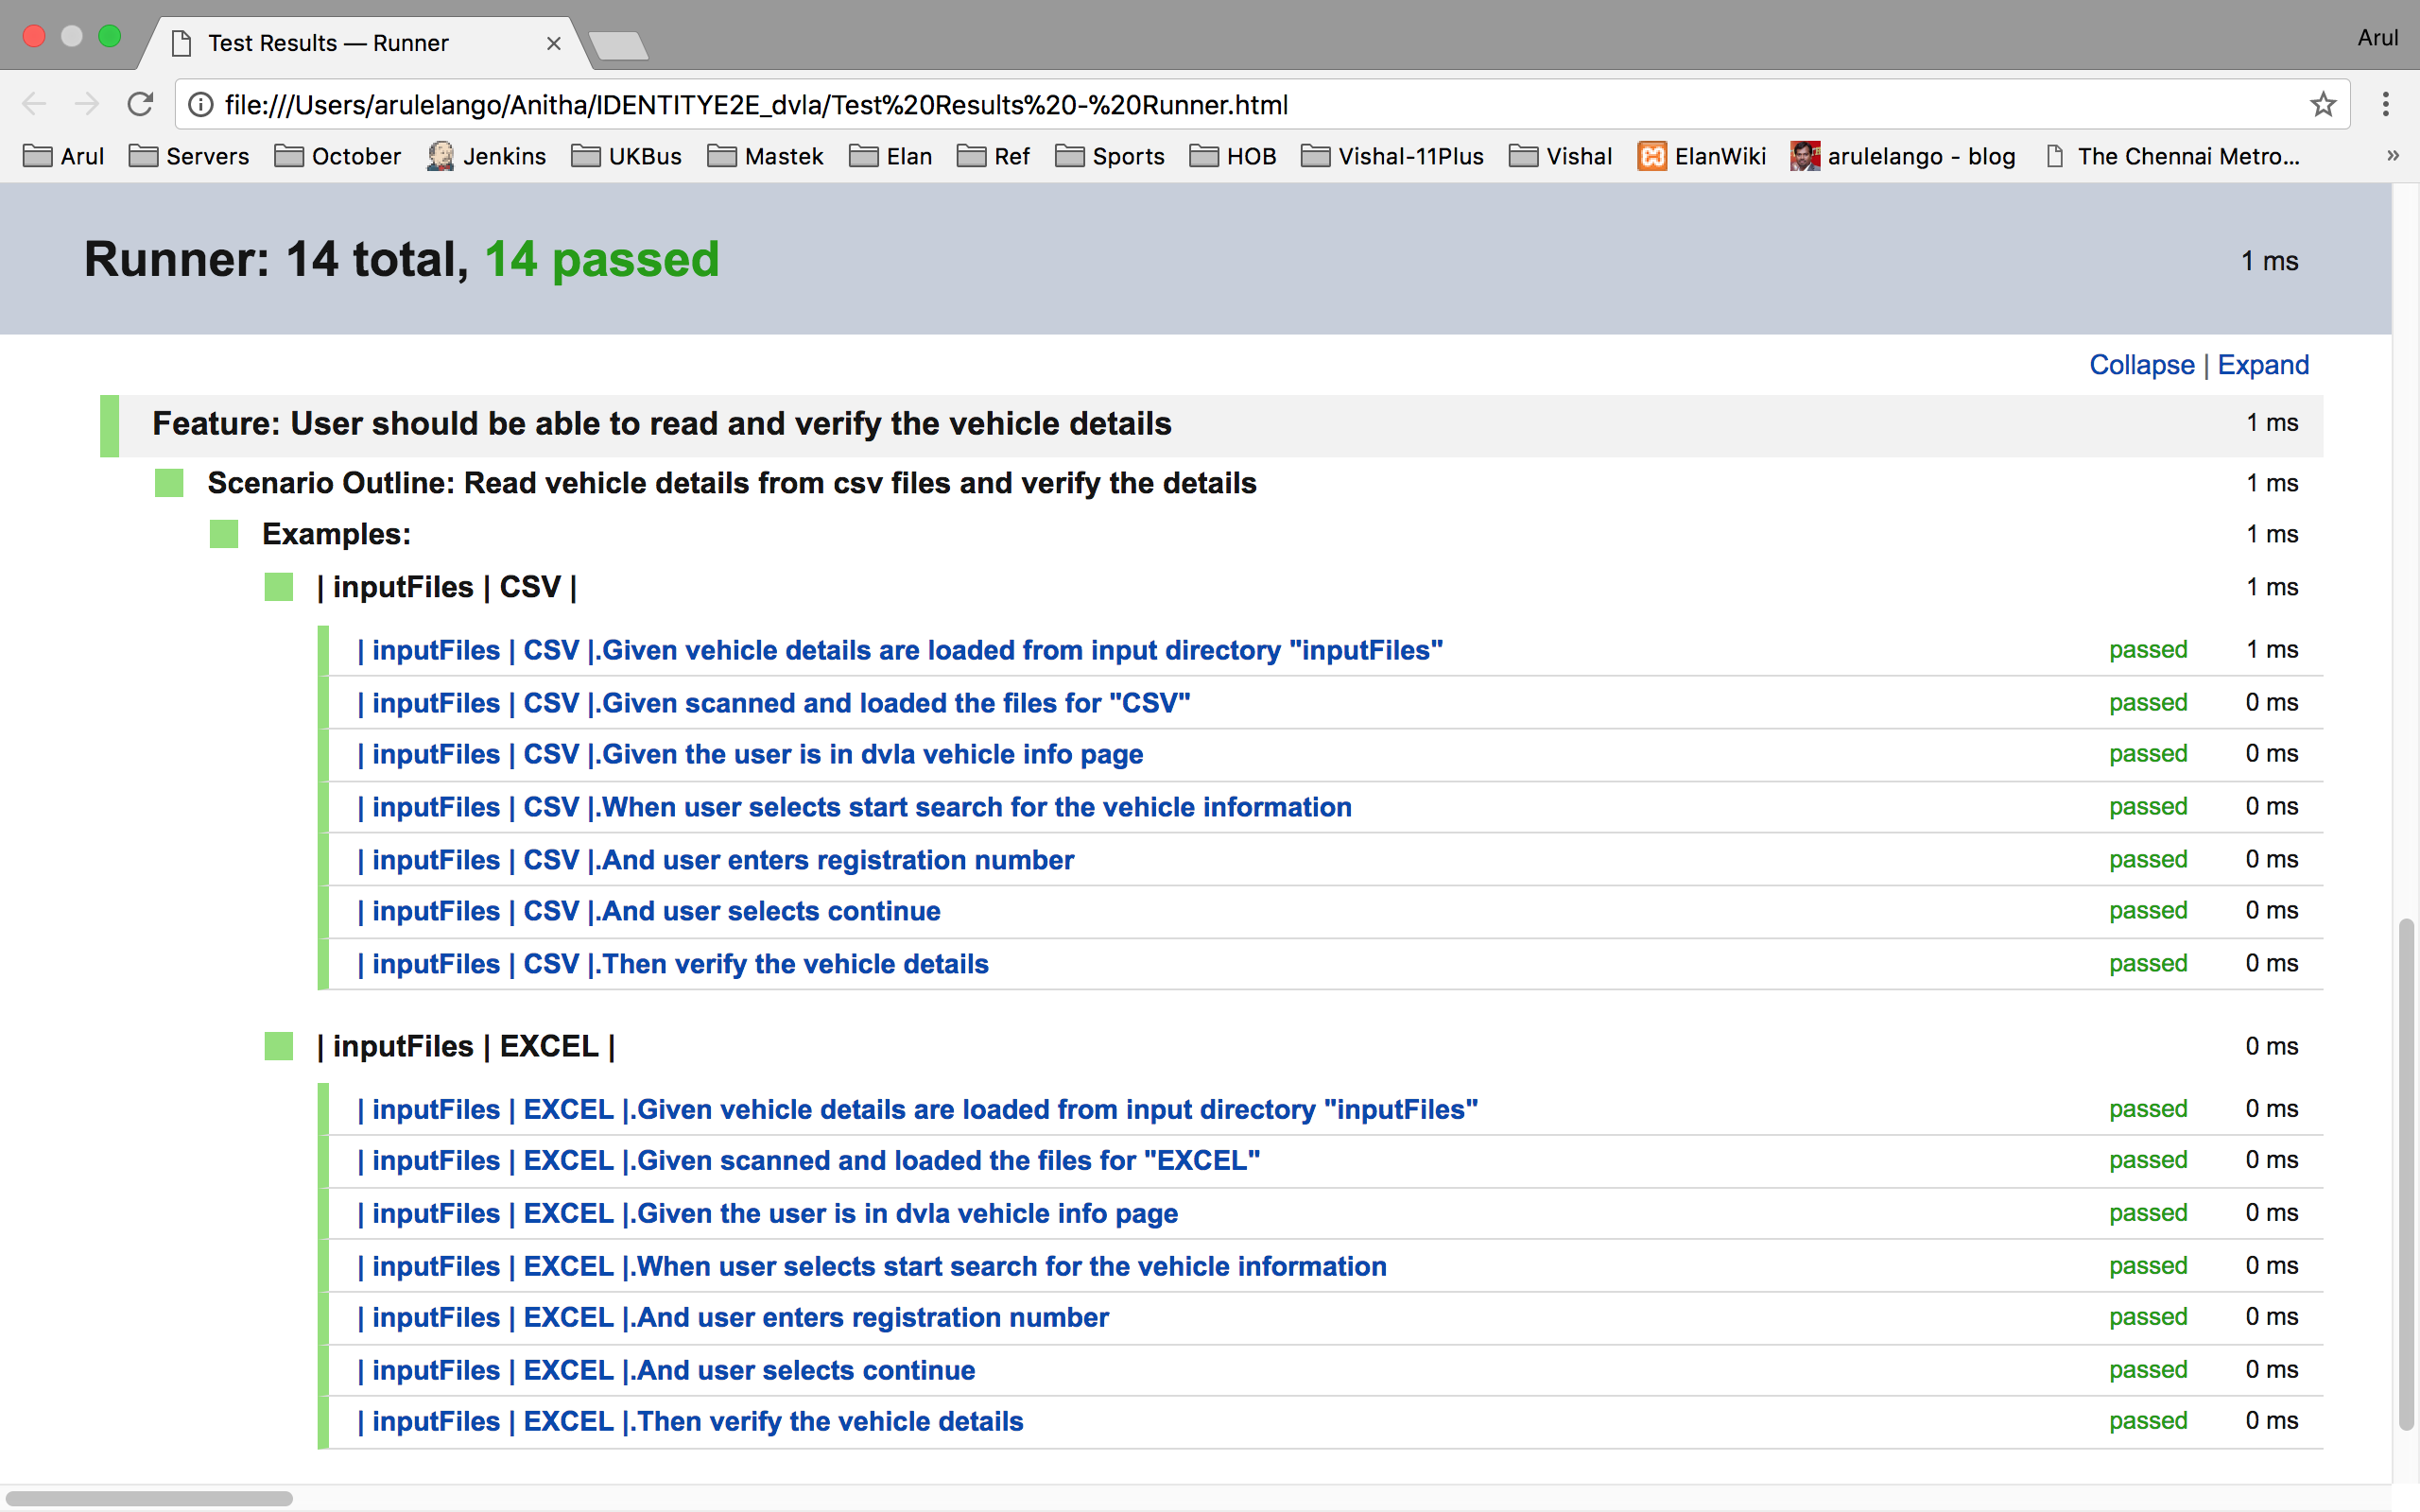 Test Results — Runner
Arul
file:///Users/arulelango/Anitha/IDENTITYE2E_dvla/Test%20Results%20-%20Runner.html
Arul Servers October Jenkins UKBus Mastek Elan Ref Sports HOB Vishal-11Plus Vishal ElanWiki arulelango - blog The Chennai Metro... »
Runner: 14 total, 14 passed 1 ms
Collapse | Expand
Feature: User should be able to read and verify the vehicle details 1 ms
Scenario Outline: Read vehicle details from csv files and verify the details 1 ms
Examples: 1 ms
| inputFiles | CSV | 1 ms
| inputFiles | CSV |.Given vehicle details are loaded from input directory "inputFiles" passed 1 ms
| inputFiles | CSV |.Given scanned and loaded the files for "CSV" passed 0 ms
| inputFiles | CSV |.Given the user is in dvla vehicle info page passed 0 ms
| inputFiles | CSV |.When user selects start search for the vehicle information passed 0 ms
| inputFiles | CSV |.And user enters registration number passed 0 ms
| inputFiles | CSV |.And user selects continue passed 0 ms
| inputFiles | CSV |.Then verify the vehicle details passed 0 ms
| inputFiles | EXCEL | 0 ms
| inputFiles | EXCEL |.Given vehicle details are loaded from input directory "inputFiles" passed 0 ms
| inputFiles | EXCEL |.Given scanned and loaded the files for "EXCEL" passed 0 ms
| inputFiles | EXCEL |.Given the user is in dvla vehicle info page passed 0 ms
| inputFiles | EXCEL |.When user selects start search for the vehicle information passed 0 ms
| inputFiles | EXCEL |.And user enters registration number passed 0 ms
| inputFiles | EXCEL |.And user selects continue passed 0 ms
| inputFiles | EXCEL |.Then verify the vehicle details passed 0 ms